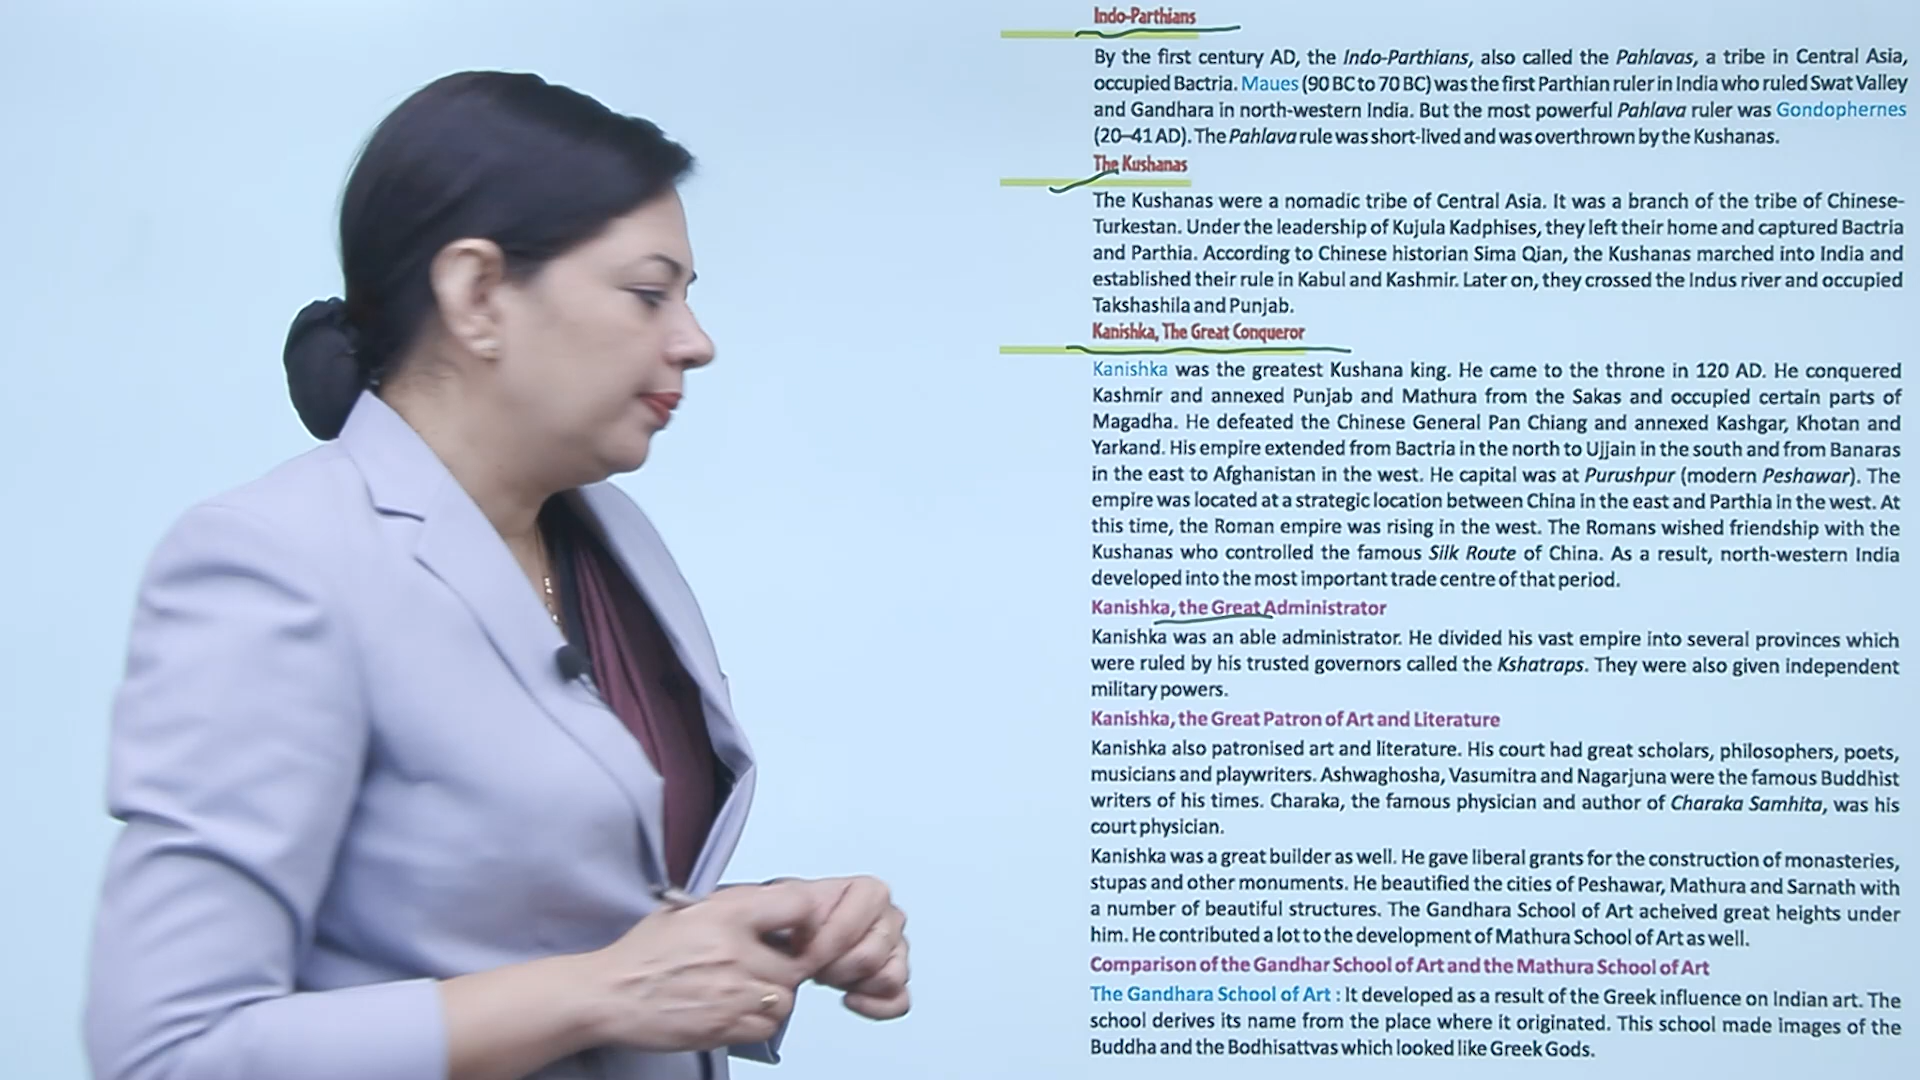 Indo-Parthians
By the first century AD, the Indo-Parthians, also called the Pahlavas, a tribe in Central Asia,
occupied Bactria. Maues (90 BC to 70 BC) was the first Parthian ruler in India who ruled Swat Valley
and Gandhara in north-western India. But the most powerful Pahlava ruler was Gondophernes
(20–41 AD). The Pahlava rule was short-lived and was overthrown by the Kushanas.
The Kushanas
The Kushanas were a nomadic tribe of Central Asia. It was a branch of the tribe of Chinese-
Turkestan. Under the leadership of Kujula Kadphises, they left their home and captured Bactria
and Parthia. According to Chinese historian Sima Qian, the Kushanas marched into India and
established their rule in Kabul and Kashmir. Later on, they crossed the Indus river and occupied
Takshashila and Punjab.
Kanishka, The Great Conqueror
Kanishka was the greatest Kushana king. He came to the throne in 120 AD. He conquered
Kashmir and annexed Punjab and Mathura from the Sakas and occupied certain parts of
Magadha. He defeated the Chinese General Pan Chiang and annexed Kashgar, Khotan and
Yarkand. His empire extended from Bactria in the north to Ujjain in the south and from Banaras
in the east to Afghanistan in the west. He capital was at Purushpur (modern Peshawar). The
empire was located at a strategic location between China in the east and Parthia in the west. At
this time, the Roman empire was rising in the west. The Romans wished friendship with the
Kushanas who controlled the famous Silk Route of China. As a result, north-western India
developed into the most important trade centre of that period.
Kanishka, the Great Administrator
Kanishka was an able administrator. He divided his vast empire into several provinces which
were ruled by his trusted governors called the Kshatraps. They were also given independent
military powers.
Kanishka, the Great Patron of Art and Literature
Kanishka also patronised art and literature. His court had great scholars, philosophers, poets,
musicians and playwriters. Ashwaghosha, Vasumitra and Nagarjuna were the famous Buddhist
writers of his times. Charaka, the famous physician and author of Charaka Samhita, was his
court physician.
Kanishka was a great builder as well. He gave liberal grants for the construction of monasteries,
stupas and other monuments. He beautified the cities of Peshawar, Mathura and Sarnath with
a number of beautiful structures. The Gandhara School of Art acheived great heights under
him. He contributed a lot to the development of Mathura School of Art as well.
Comparison of the Gandhar School of Art and the Mathura School of Art
The Gandhara School of Art : It developed as a result of the Greek influence on Indian art. The
school derives its name from the place where it originated. This school made images of the
Buddha and the Bodhisattvas which looked like Greek Gods.